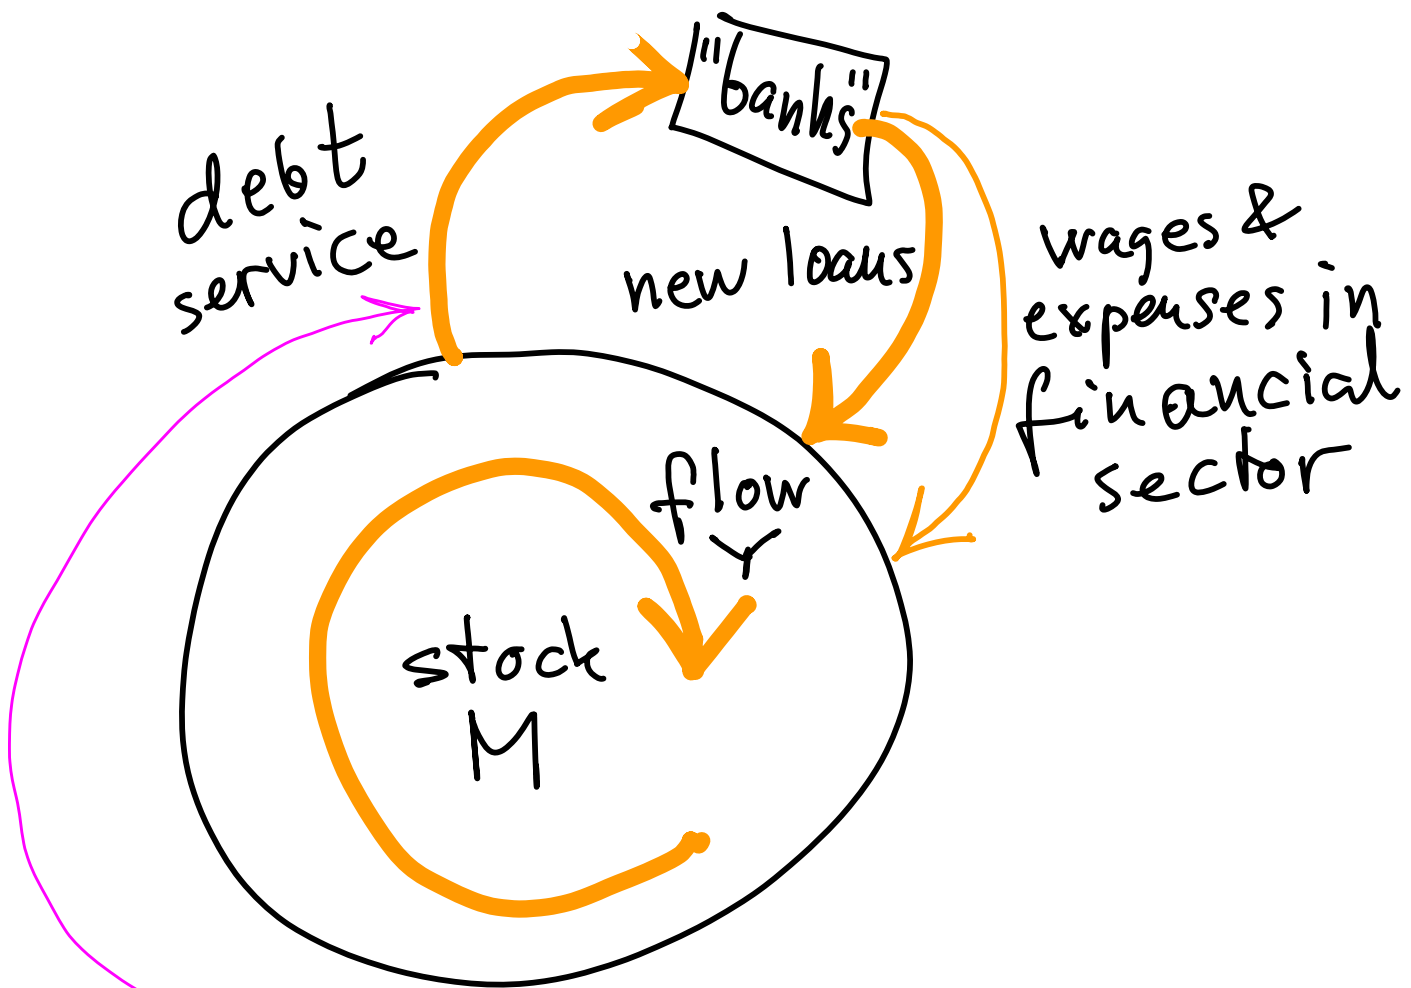 "banks"
debt
service
new loans
wages &
expenses in
financial
sector
flow
Y
stock
M